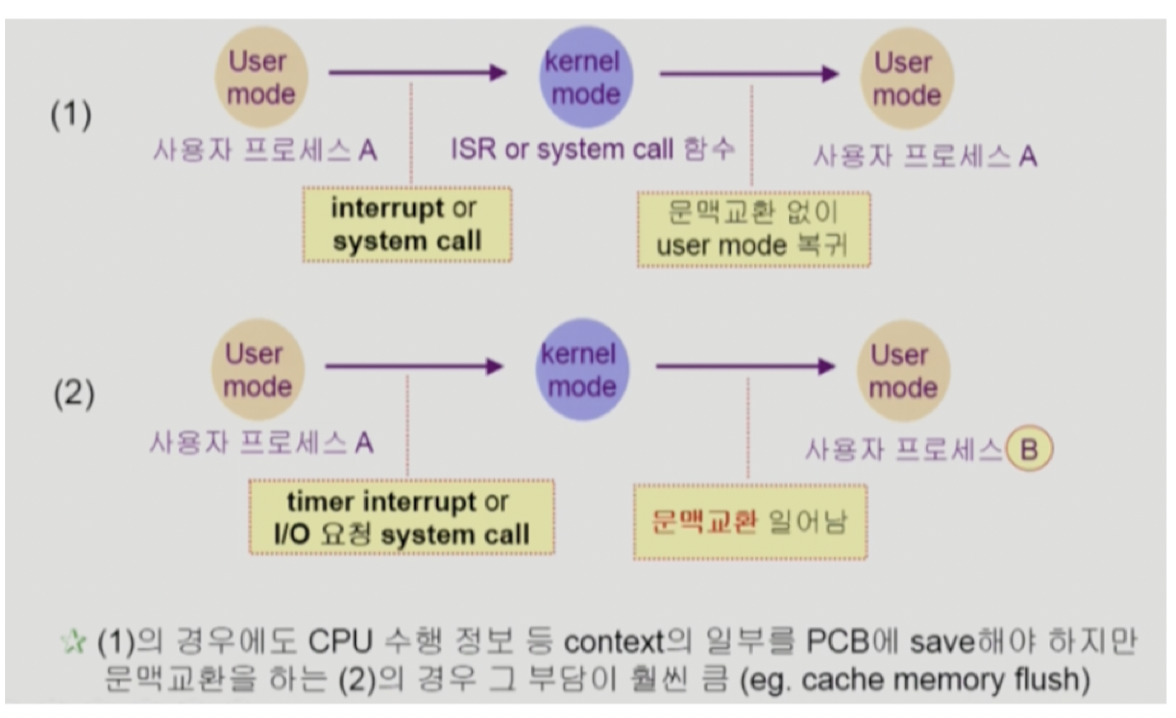 User mode
kernel mode
User mode
(1)
사용자 프로세스 A
ISR or system call 함수
사용자 프로세스 A
interrupt or
system call
문맥교환 없이
user mode 복귀
User mode
kernel mode
User mode
(2)
사용자 프로세스 A
사용자 프로세스 B
timer interrupt or
I/O 요청 system call
문맥교환 일어남
☆ (1)의 경우에도 CPU 수행 정보 등 context의 일부를 PCB에 save해야 하지만
문맥교환을 하는 (2)의 경우 그 부담이 훨씬 큼 (eg. cache memory flush)